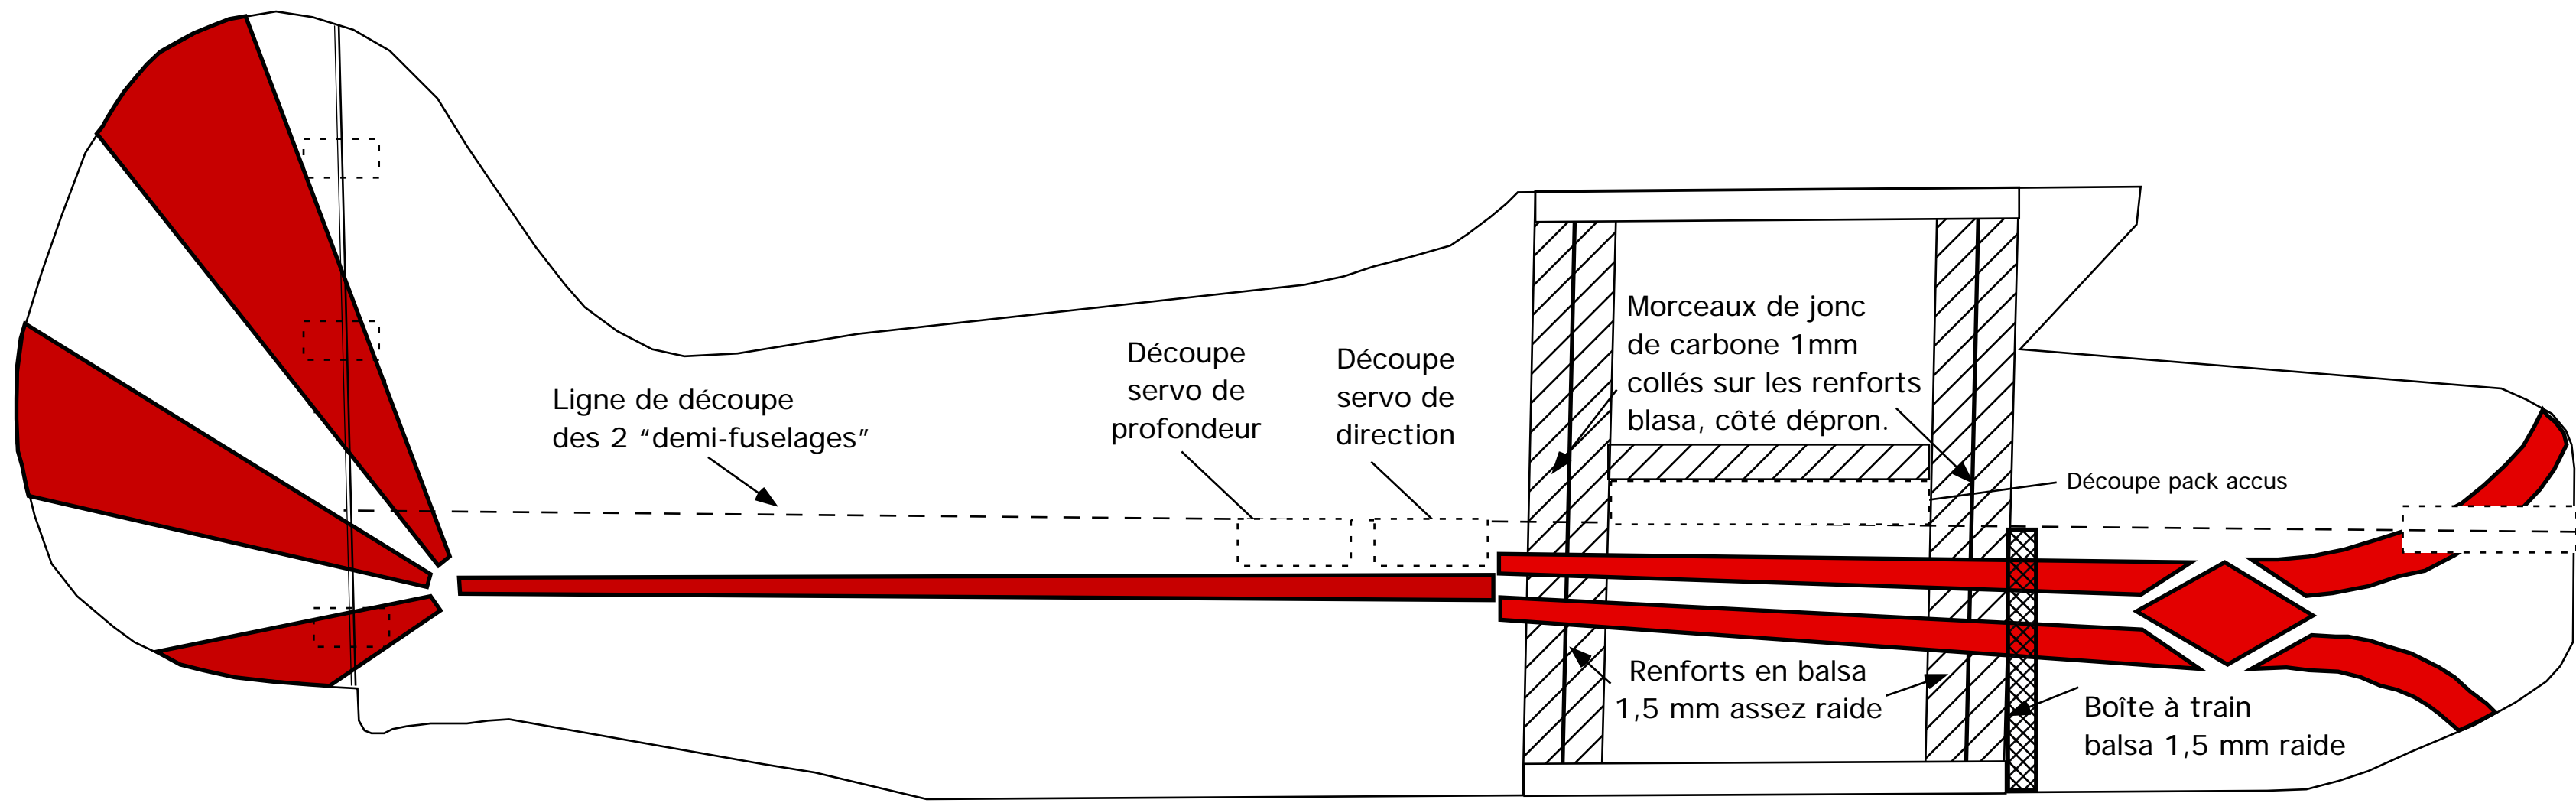 Ligne de découpe
des 2 “demi-fuselages”
Découpe
servo de
profondeur
Découpe
servo de
direction
Morceaux de jonc
de carbone 1mm
collés sur les renforts
blasa, côté dépron.
Découpe pack accus
Renforts en balsa
1,5 mm assez raide
Boîte à train
balsa 1,5 mm raide